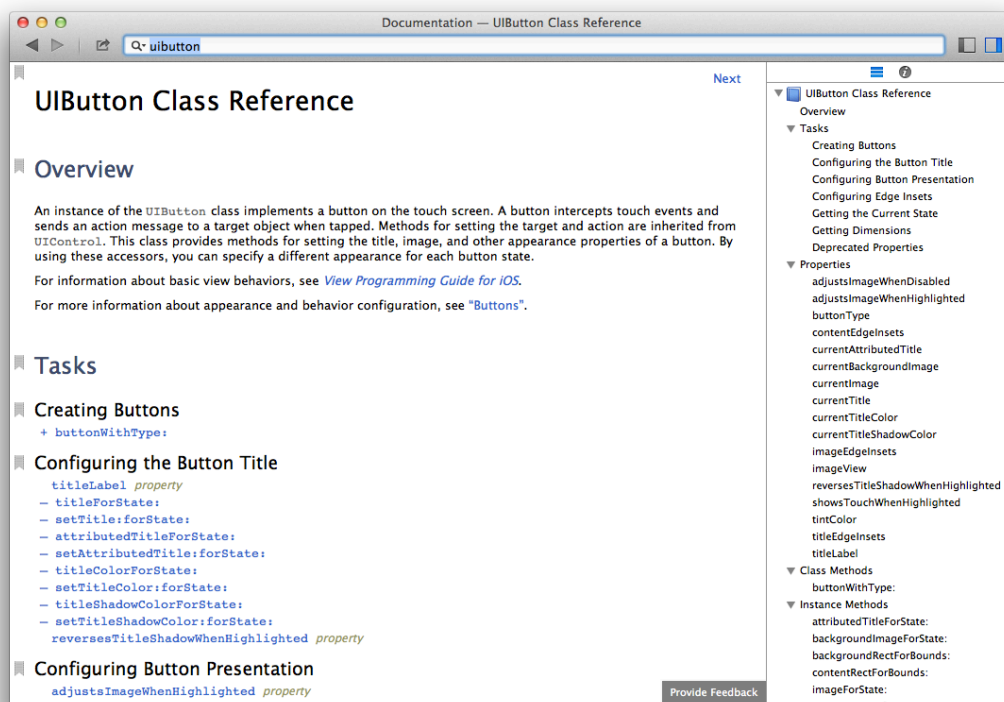 Documentation — UIButton Class Reference
uibutton
Next
UIButton Class Reference
Overview
An instance of the UIButton class implements a button on the touch screen. A button intercepts touch events and
sends an action message to a target object when tapped. Methods for setting the target and action are inherited from
UIControl. This class provides methods for setting the title, image, and other appearance properties of a button. By
using these accessors, you can specify a different appearance for each button state.
For information about basic view behaviors, see View Programming Guide for iOS.
For more information about appearance and behavior configuration, see “Buttons”.
Tasks
Creating Buttons
+ buttonWithType:
Configuring the Button Title
titleLabel property
– titleForState:
– setTitle:forState:
– attributedTitleForState:
– setAttributedTitle:forState:
– titleColorForState:
– setTitleColor:forState:
– titleShadowColorForState:
– setTitleShadowColor:forState:
reversesTitleShadowWhenHighlighted property
Configuring Button Presentation
adjustsImageWhenHighlighted property
Provide Feedback
UIButton Class Reference
Overview
Tasks
Creating Buttons
Configuring the Button Title
Configuring Button Presentation
Configuring Edge Insets
Getting the Current State
Getting Dimensions
Deprecated Properties
Properties
adjustsImageWhenDisabled
adjustsImageWhenHighlighted
buttonType
contentEdgeInsets
currentAttributedTitle
currentBackgroundImage
currentImage
currentTitle
currentTitleColor
currentTitleShadowColor
imageEdgeInsets
imageView
reversesTitleShadowWhenHighlighted
showsTouchWhenHighlighted
tintColor
titleEdgeInsets
titleLabel
Class Methods
buttonWithType:
Instance Methods
attributedTitleForState:
backgroundImageForState:
backgroundRectForBounds:
contentRectForBounds:
imageForState: